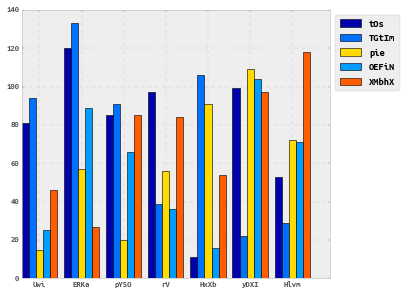 140
120
100
80
60
40
20
0
Uwi ERKa pYSO rV HxXb yDXI Hlvm
tOs
TGtIm
pie
OEFiN
XMbhX